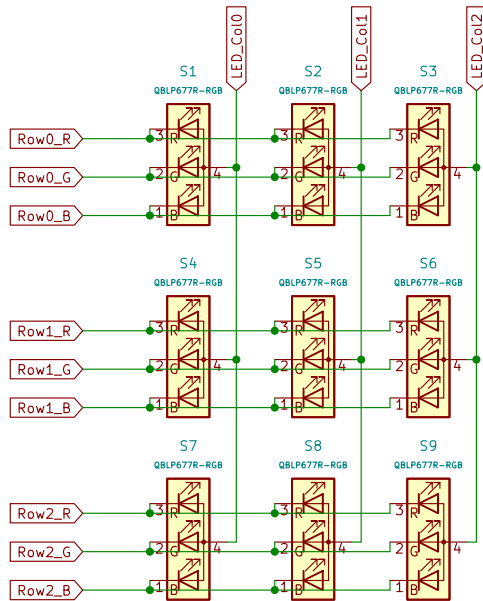 LED_Col0 LED_Col1 LED_Col2
S1 S2 S3
QBLP677R-RGB QBLP677R-RGB QBLP677R-RGB
Row0_R 3 R 3 R 3 R
Row0_G 2 G 4 2 G 4 2 G 4
Row0_B 1 B 1 B 1 B
S4 S5 S6
QBLP677R-RGB QBLP677R-RGB QBLP677R-RGB
Row1_R 3 R 3 R 3 R
Row1_G 2 G 4 2 G 4 2 G 4
Row1_B 1 B 1 B 1 B
S7 S8 S9
QBLP677R-RGB QBLP677R-RGB QBLP677R-RGB
Row2_R 3 R 3 R 3 R
Row2_G 2 G 4 2 G 4 2 G 4
Row2_B 1 B 1 B 1 B